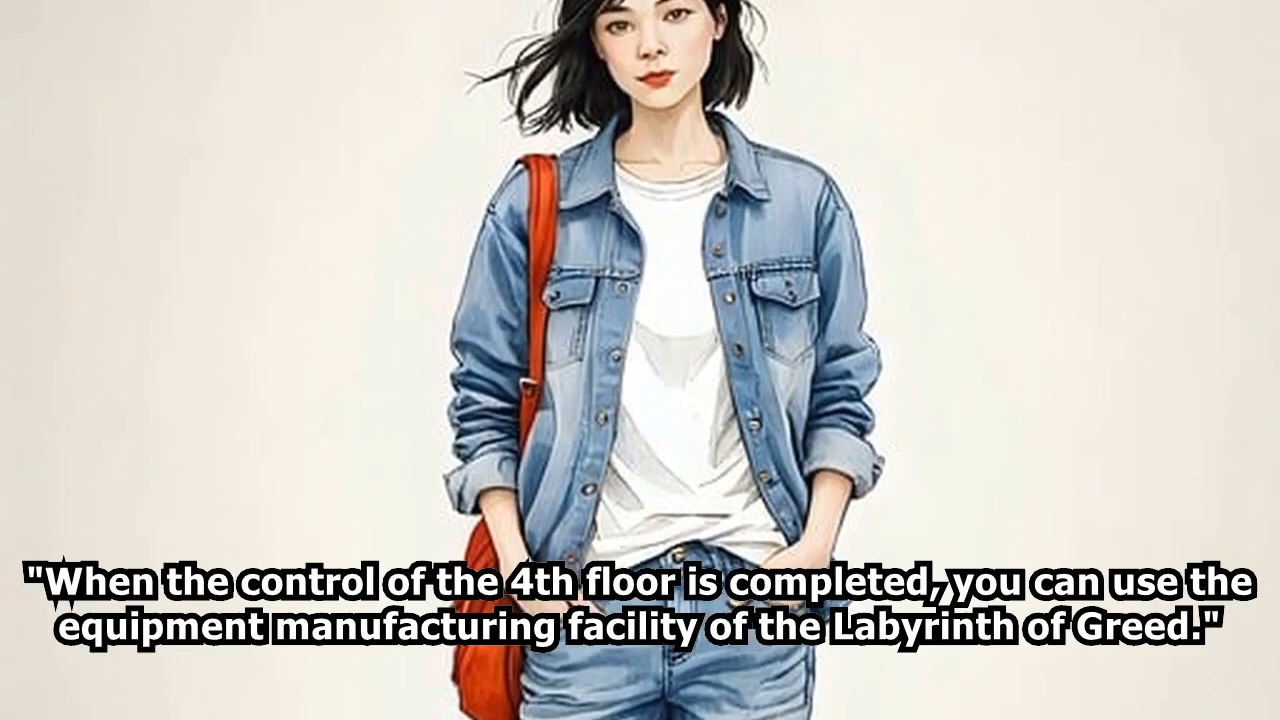 "When the control of the 4th floor is completed, you can use the
equipment manufacturing facility of the Labyrinth of Greed."